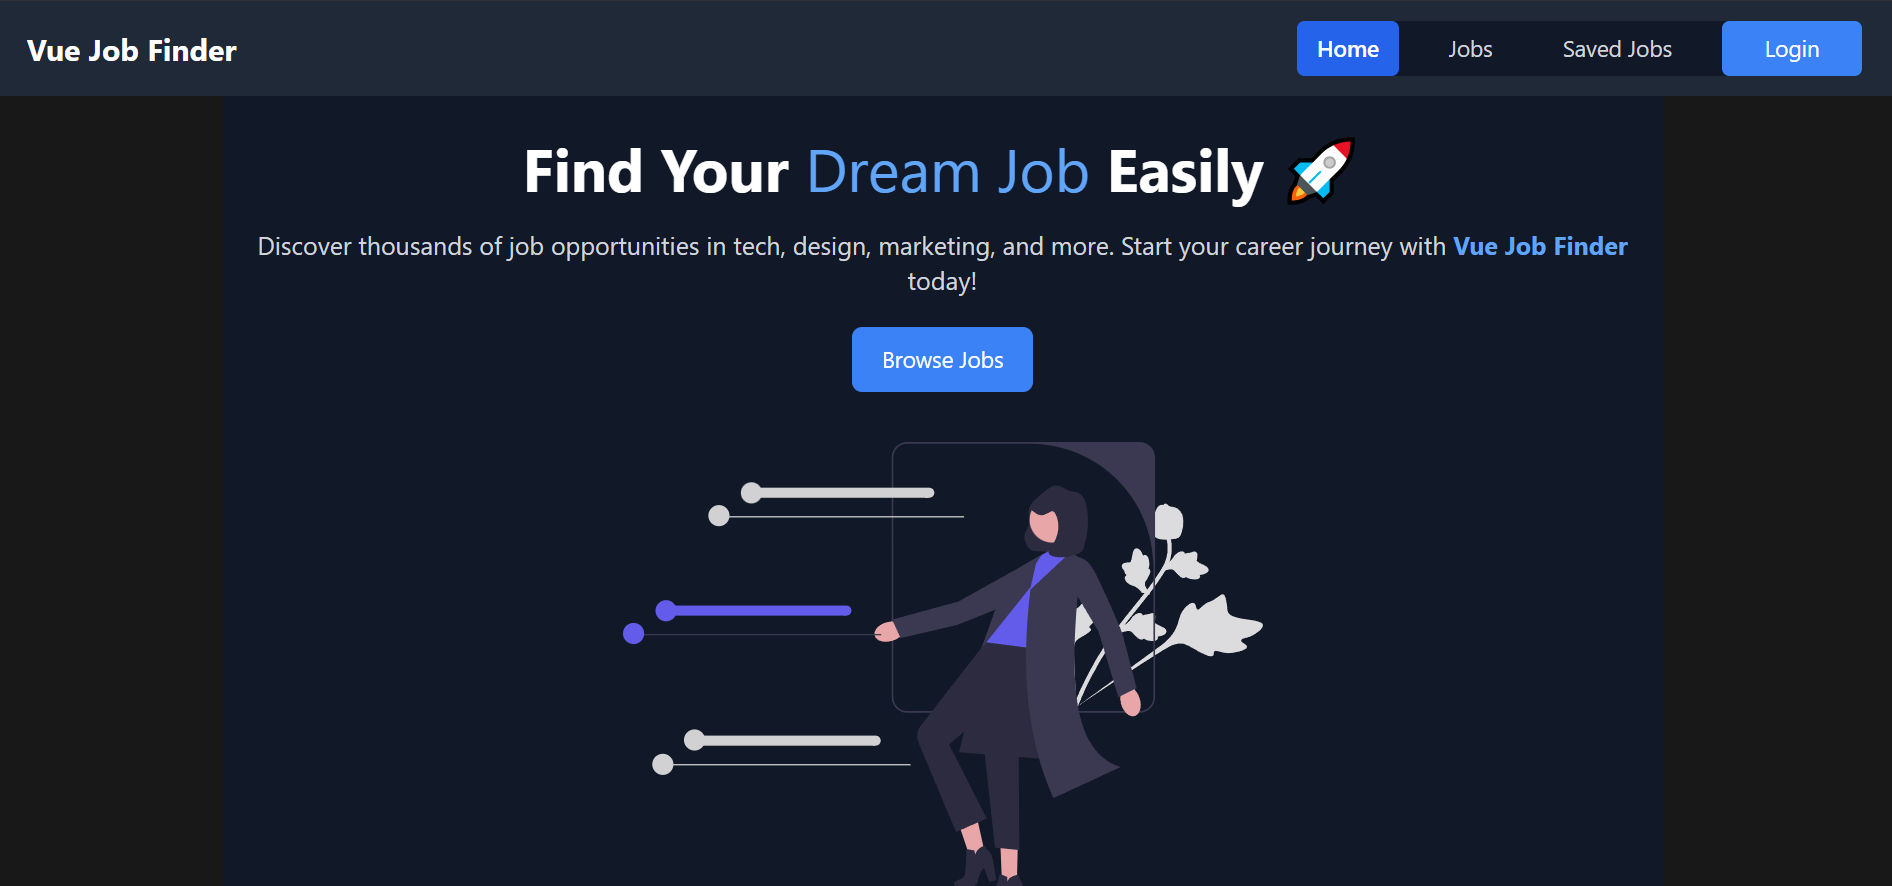 Vue Job Finder
Home
Jobs
Saved Jobs
Login
Find Your Dream Job Easily 🚀
Discover thousands of job opportunities in tech, design, marketing, and more. Start your career journey with Vue Job Finder
today!
Browse Jobs